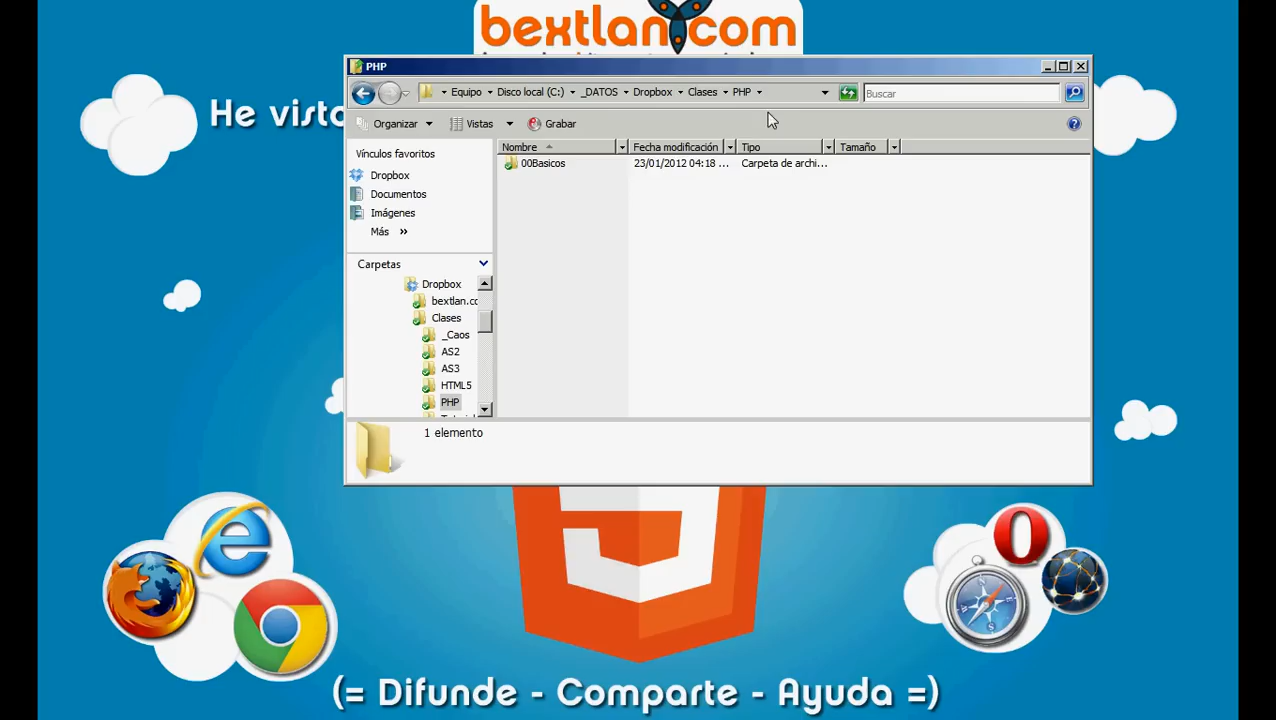 bextlan.com
He visto
PHP
Equipo Disco local (C:) _DATOS Dropbox Clases PHP
Buscar
Organizar Vistas Grabar
Vínculos favoritos
Dropbox
Documentos
Imágenes
Más »
Carpetas
Dropbox
bextlan.cc
Clases
_Caos
AS2
AS3
HTML5
PHP
Nombre Fecha modificación Tipo Tamaño
00Basicos 23/01/2012 04:18 ... Carpeta de archi...
1 elemento
(= Difunde - Comparte - Ayuda =)